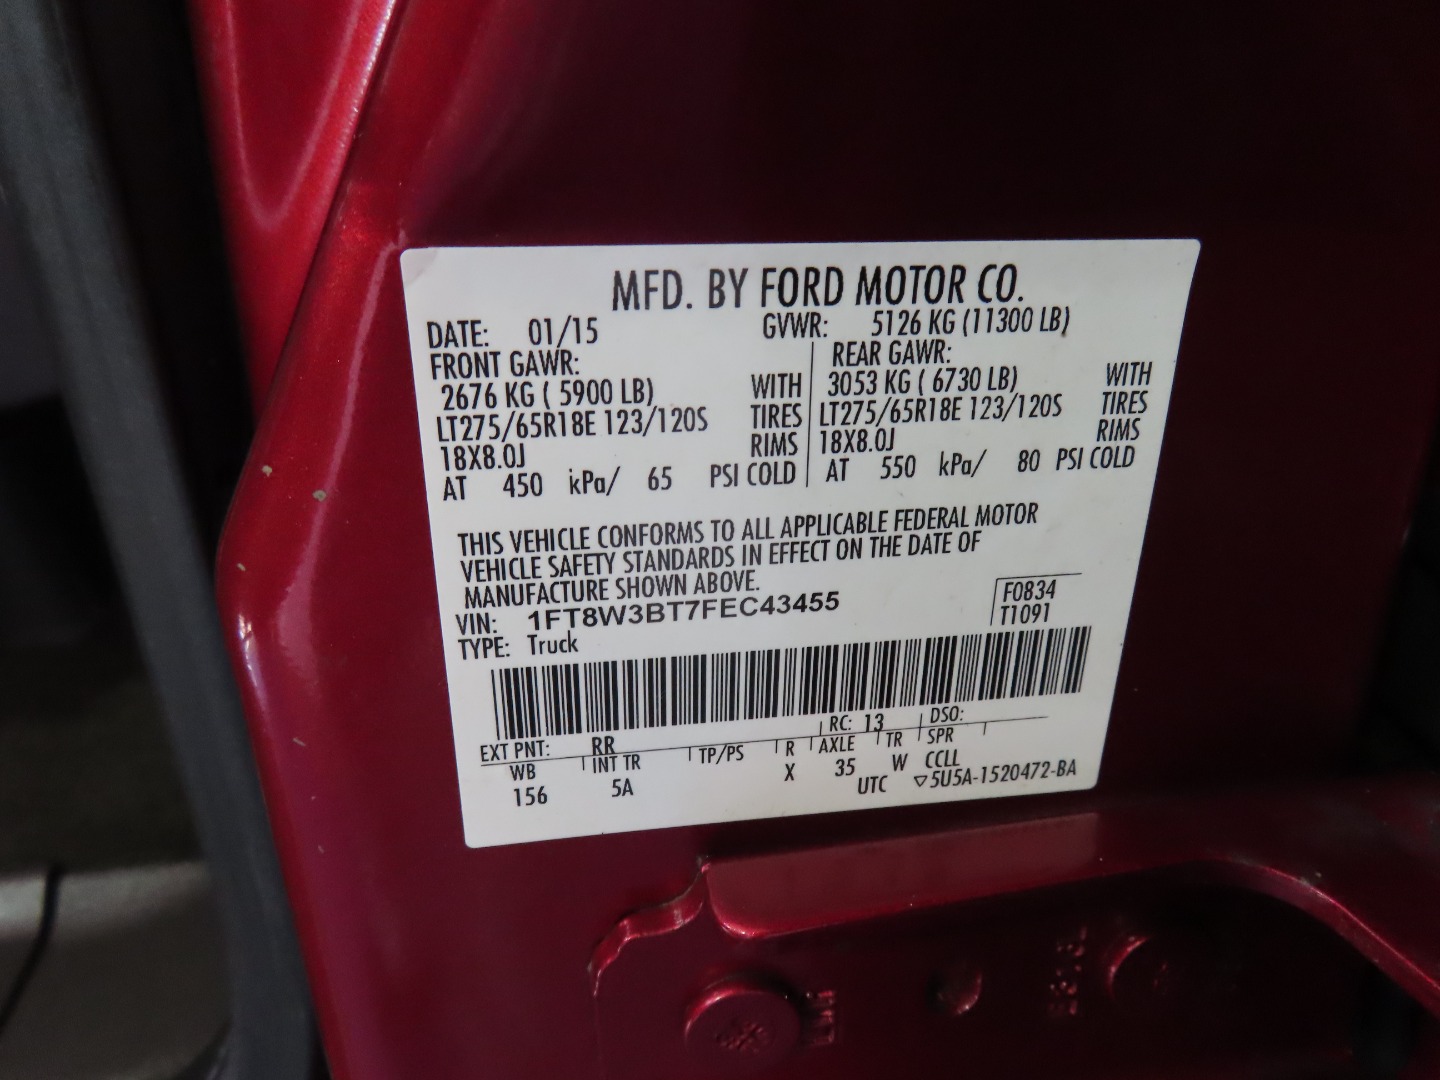 MFD. BY FORD MOTOR CO.
DATE: 01/15 GVWR: 5126 KG (11300 LB)
FRONT GAWR: REAR GAWR:
2676 KG ( 5900 LB) WITH 3053 KG ( 6730 LB) WITH
LT275/65R18E 123/120S TIRES LT275/65R18E 123/120S TIRES
18X8.0J RIMS 18X8.0J RIMS
AT 450 kPa/ 65 PSI COLD AT 550 kPa/ 80 PSI COLD
THIS VEHICLE CONFORMS TO ALL APPLICABLE FEDERAL MOTOR
VEHICLE SAFETY STANDARDS IN EFFECT ON THE DATE OF
MANUFACTURE SHOWN ABOVE.
VIN: 1FT8W3BT7FEC43455 F0834
TYPE: Truck T1091
EXT PNT: RR RC: 13 DSO:
WB INT TR TP/PS R AXLE TR SPR
156 5A X 35 W CCLL
UTC ▽5U5A-1520472-BA